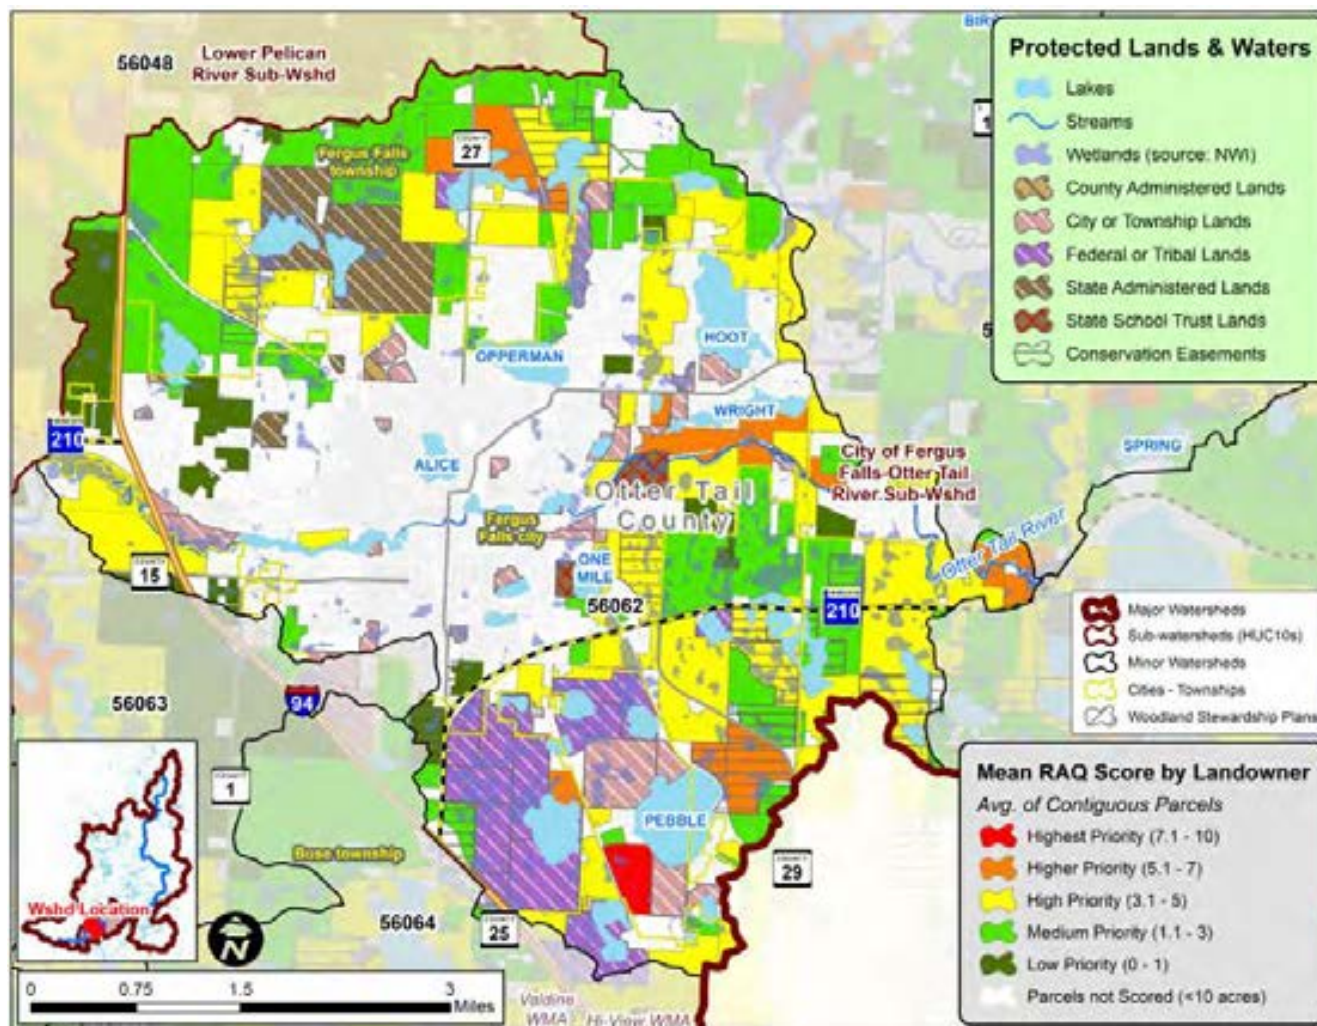 56048
Lower Pelican
River Sub-Wshd
Fergus Falls
township
COUNTY
27
HOOT
OPPERMAN
WRIGHT
210
ALICE
City of Fergus
Falls-Otter Tail
River Sub-Wshd
SPRING
Otter Tail
County
Fergus
Falls city
ONE
MILE
15
56062
210
Otter Tail River
56063
94
1
PEBBLE
Buse township
29
56064
25
Wshd Location
N
0 0.75 1.5 3
Miles
Valdine
WMA
Hi-View WMA
Protected Lands & Waters
Lakes
Streams
Wetlands (source: NWI)
County Administered Lands
City or Township Lands
Federal or Tribal Lands
State Administered Lands
State School Trust Lands
Conservation Easements
Major Watersheds
Sub-watersheds (HUC10s)
Minor Watersheds
Cities - Townships
Woodland Stewardship Plans
Mean RAQ Score by Landowner
Avg. of Contiguous Parcels
Highest Priority (7.1 - 10)
Higher Priority (5.1 - 7)
High Priority (3.1 - 5)
Medium Priority (1.1 - 3)
Low Priority (0 - 1)
Parcels not Scored (<10 acres)